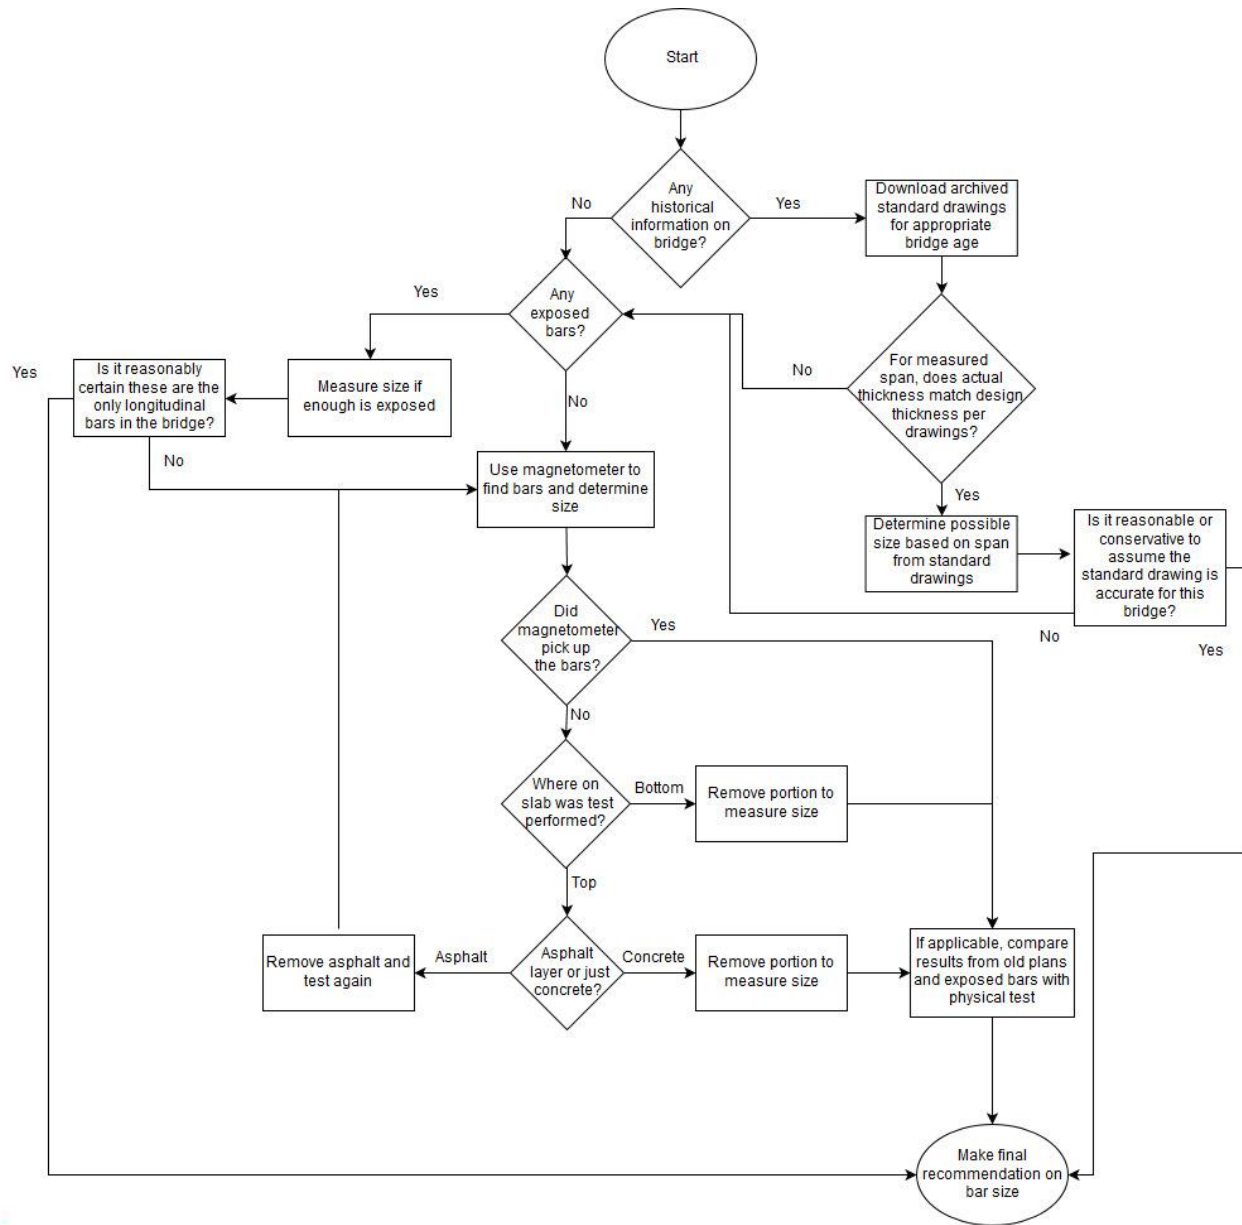 Start
Any
historical
information on
bridge?
No
Yes
Download archived
standard drawings
for appropriate
bridge age
Any
exposed
bars?
Yes
No
For measured
span, does actual
thickness match design
thickness per
drawings?
No
Yes
Measure size if
enough is exposed
Is it reasonably
certain these are the
only longitudinal
bars in the bridge?
Yes
No
Use magnetometer to
find bars and determine
size
Determine possible
size based on span
from standard
drawings
Is it reasonable or
conservative to
assume the
standard drawing is
accurate for this
bridge?
No
Yes
Did
magnetometer
pick up
the bars?
Yes
No
Where on
slab was test
performed?
Bottom
Remove portion to
measure size
Top
Asphalt
layer or just
concrete?
Asphalt
Remove asphalt and
test again
Concrete
Remove portion to
measure size
If applicable, compare
results from old plans
and exposed bars with
physical test
Make final
recommendation on
bar size